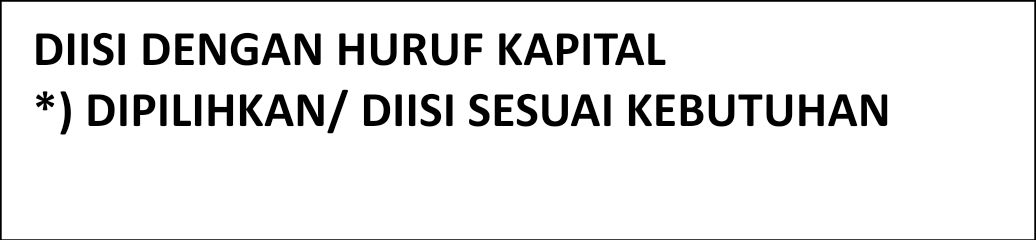 DIISI DENGAN HURUF KAPITAL
*) DIPILIHKAN/ DIISI SESUAI KEBUTUHAN